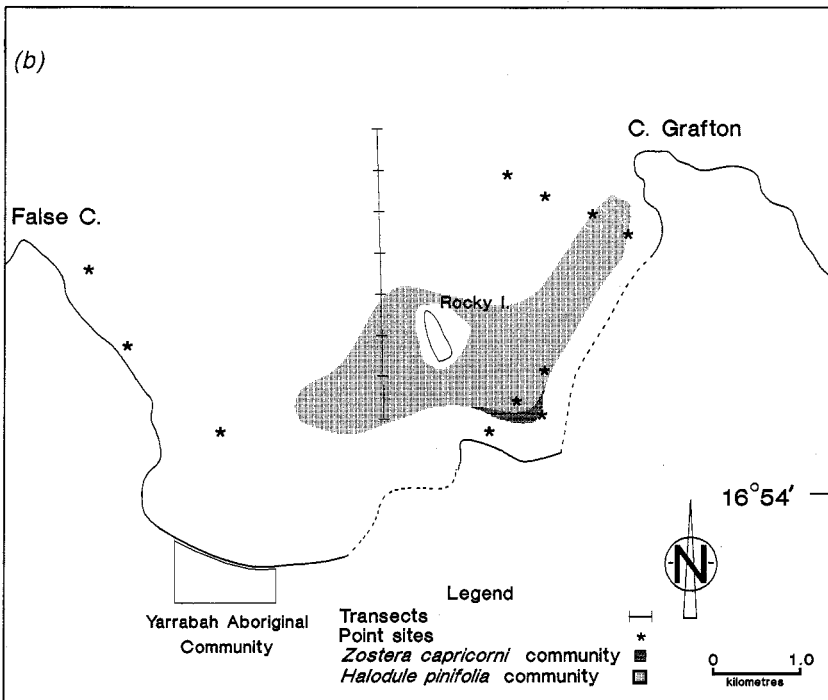 (b)
C. Grafton
False C.
Rocky I.
16°54'
N
Yarrabah Aboriginal
Community
Legend
Transects
Point sites
Zostera capricorni community
Halodule pinifolia community
0 1.0
kilometres